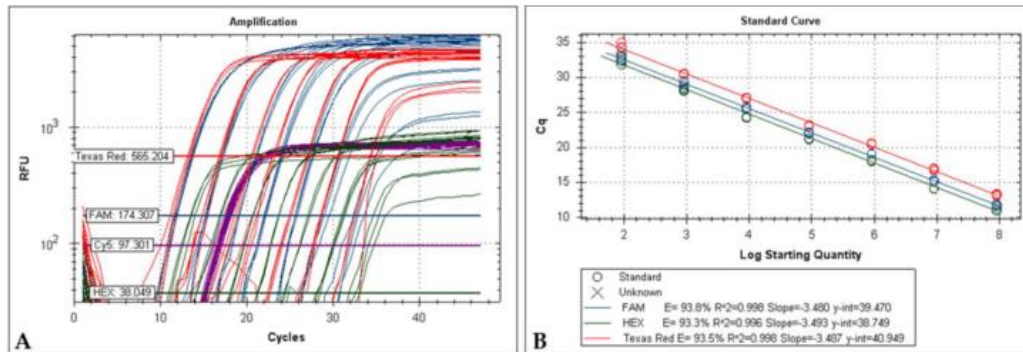 Amplification
10³
10²
RFU
Texas Red: 565.204
FAM: 174.307
Cy5: 97.301
HEX: 38.049
0 10 20 30 40
Cycles
A
Standard Curve
35
30
25
20
15
10
Cq
2 3 4 5 6 7 8
Log Starting Quantity
Standard
Unknown
FAM E= 93.8% R^2=0.998 Slope=-3.480 y-int=39.470
HEX E= 93.3% R^2=0.996 Slope=-3.493 y-int=38.749
Texas Red E= 93.5% R^2=0.998 Slope=-3.487 y-int=40.949
B